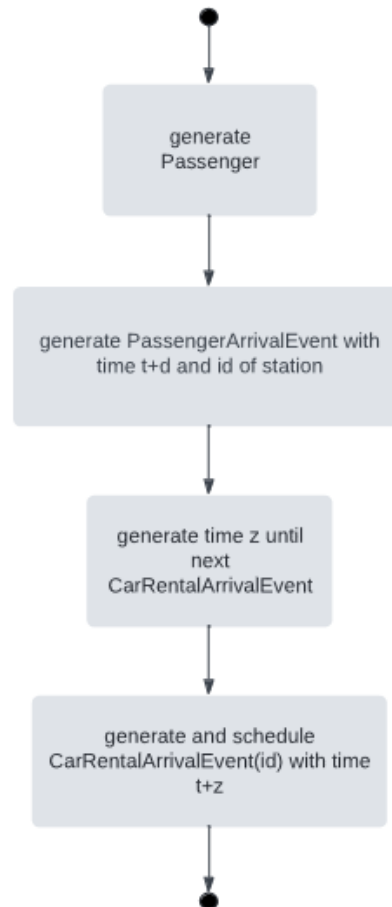 generate
Passenger
generate PassengerArrivalEvent with
time t+d and id of station
generate time z until
next
CarRentalArrivalEvent
generate and schedule
CarRentalArrivalEvent(id) with time
t+z